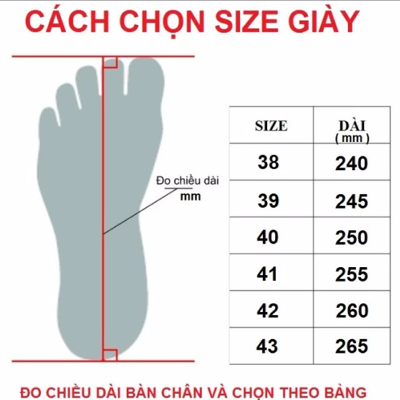 CÁCH CHỌN SIZE GIÀY
Đo chiều dài
mm
SIZE DÀI
( mm )
38 240
39 245
40 250
41 255
42 260
43 265
ĐO CHIỀU DÀI BÀN CHÂN VÀ CHỌN THEO BẢNG